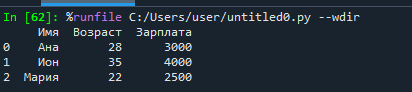 In [62]: %runfile C:/Users/user/untitled0.py --wdir
Имя Возраст Зарплата
0 Ана 28 3000
1 Ион 35 4000
2 Мария 22 2500